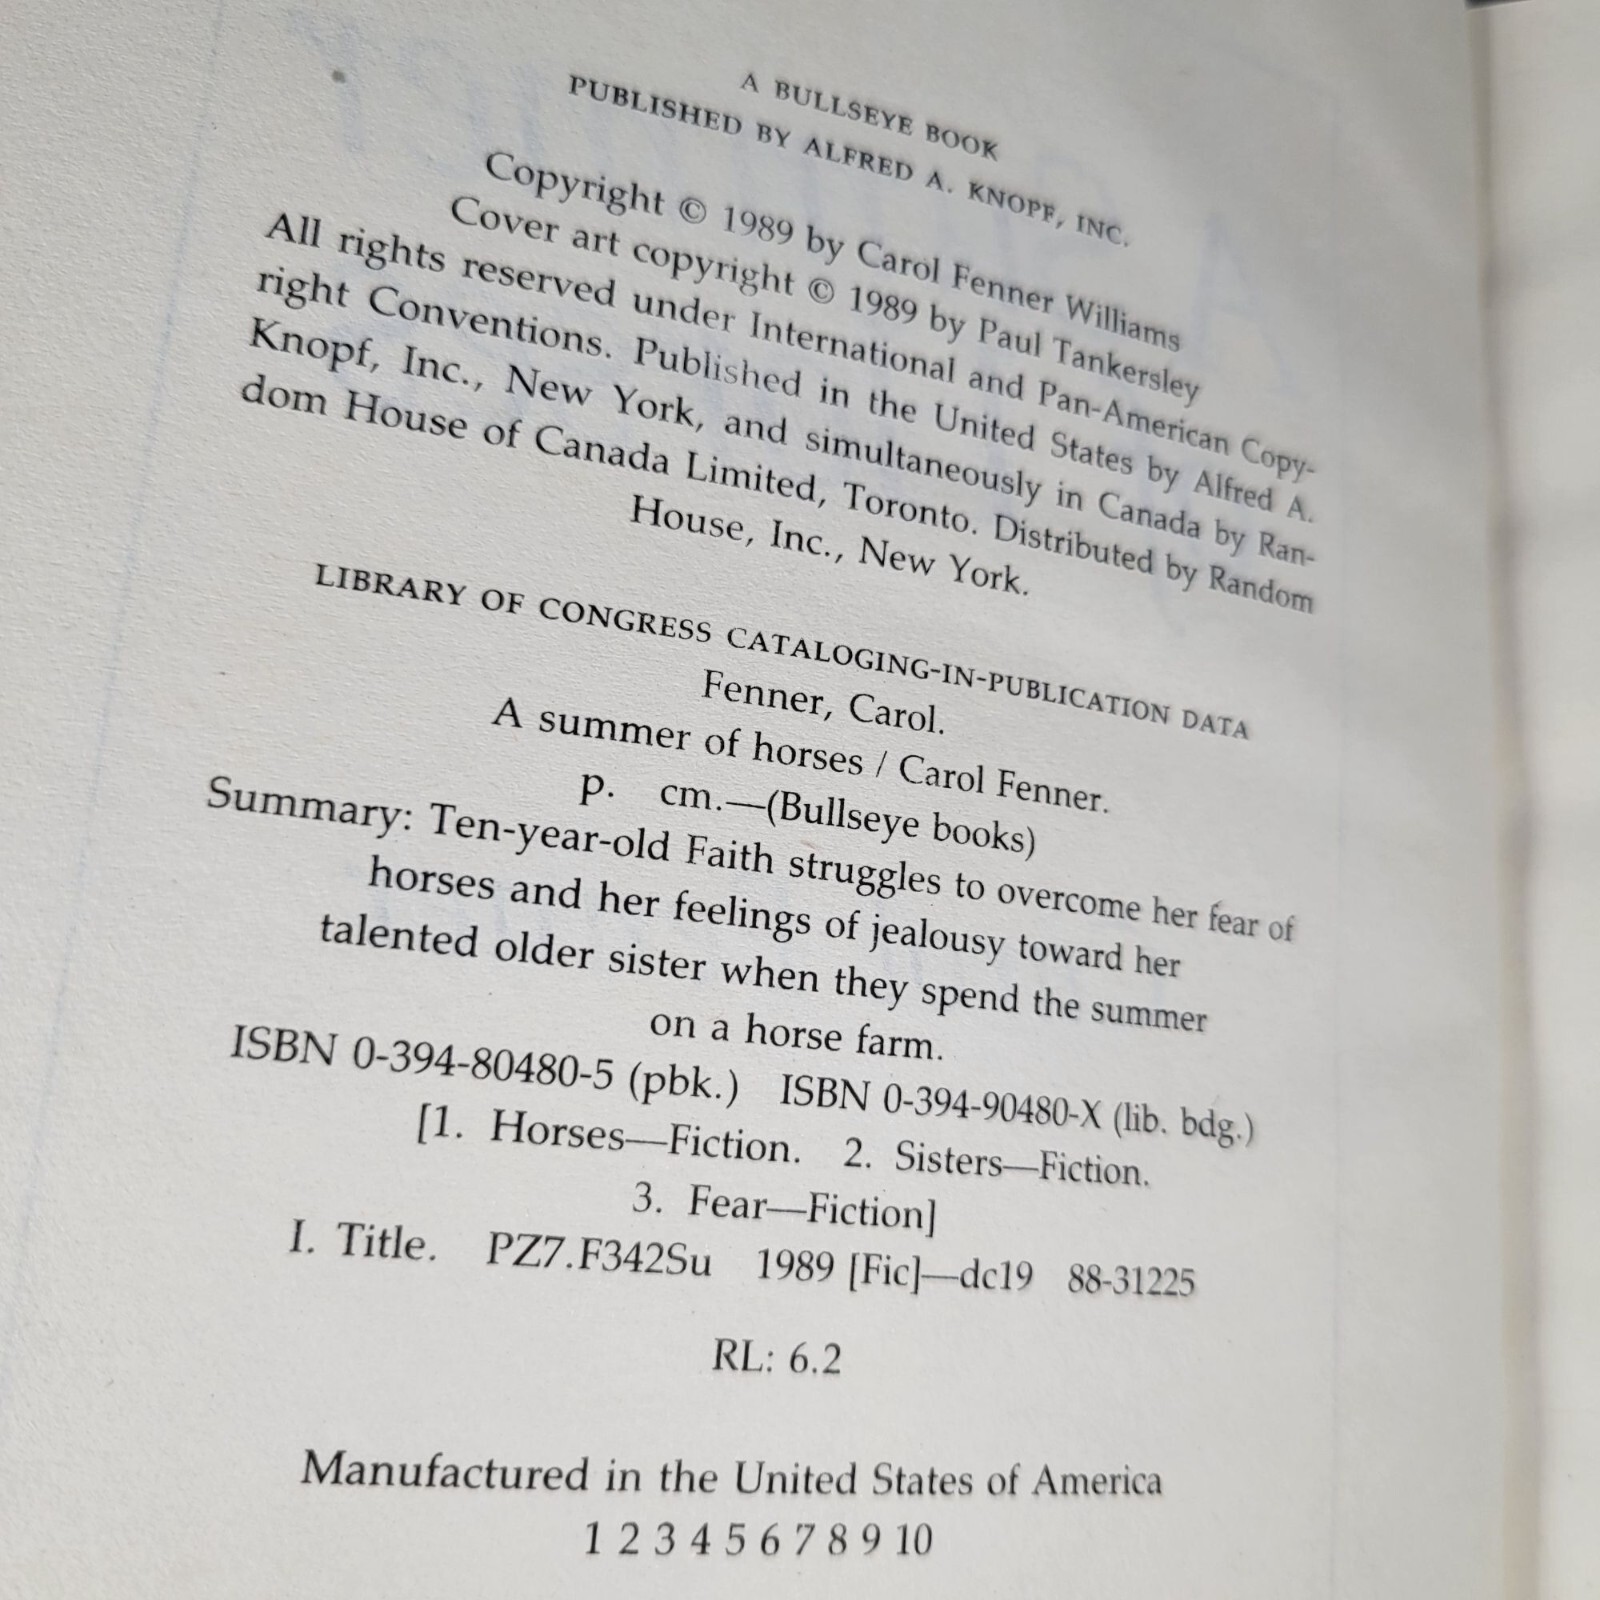 A BULLSEYE BOOK
PUBLISHED BY ALFRED A. KNOPF, INC.
Copyright © 1989 by Carol Fenner Williams
Cover art copyright © 1989 by Paul Tankersley
All rights reserved under International and Pan-American Copy-
right Conventions. Published in the United States by Alfred A.
Knopf, Inc., New York, and simultaneously in Canada by Ran-
dom House of Canada Limited, Toronto. Distributed by Random
House, Inc., New York.
LIBRARY OF CONGRESS CATALOGING-IN-PUBLICATION DATA
Fenner, Carol.
A summer of horses / Carol Fenner.
p. cm.—(Bullseye books)
Summary: Ten-year-old Faith struggles to overcome her fear of
horses and her feelings of jealousy toward her
talented older sister when they spend the summer
on a horse farm.
ISBN 0-394-80480-5 (pbk.) ISBN 0-394-90480-X (lib. bdg.)
[1. Horses—Fiction. 2. Sisters—Fiction.
3. Fear—Fiction]
I. Title. PZ7.F342Su 1989 [Fic]—dc19 88-31225
RL: 6.2
Manufactured in the United States of America
1 2 3 4 5 6 7 8 9 10